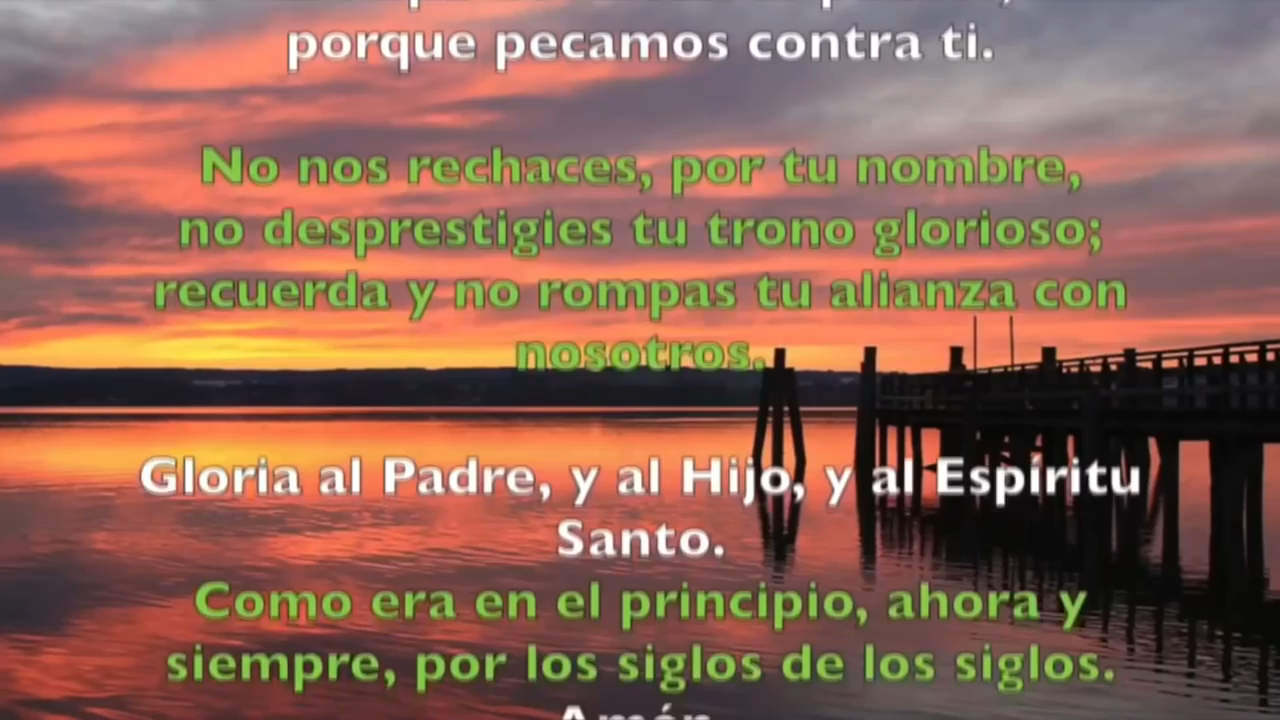 porque pecamos contra ti.
No nos rechaces, por tu nombre,
no desprestigies tu trono glorioso;
recuerda y no rompas tu alianza con
nosotros.
Gloria al Padre, y al Hijo, y al Espíritu
Santo.
Como era en el principio, ahora y
siempre, por los siglos de los siglos.
Amén.